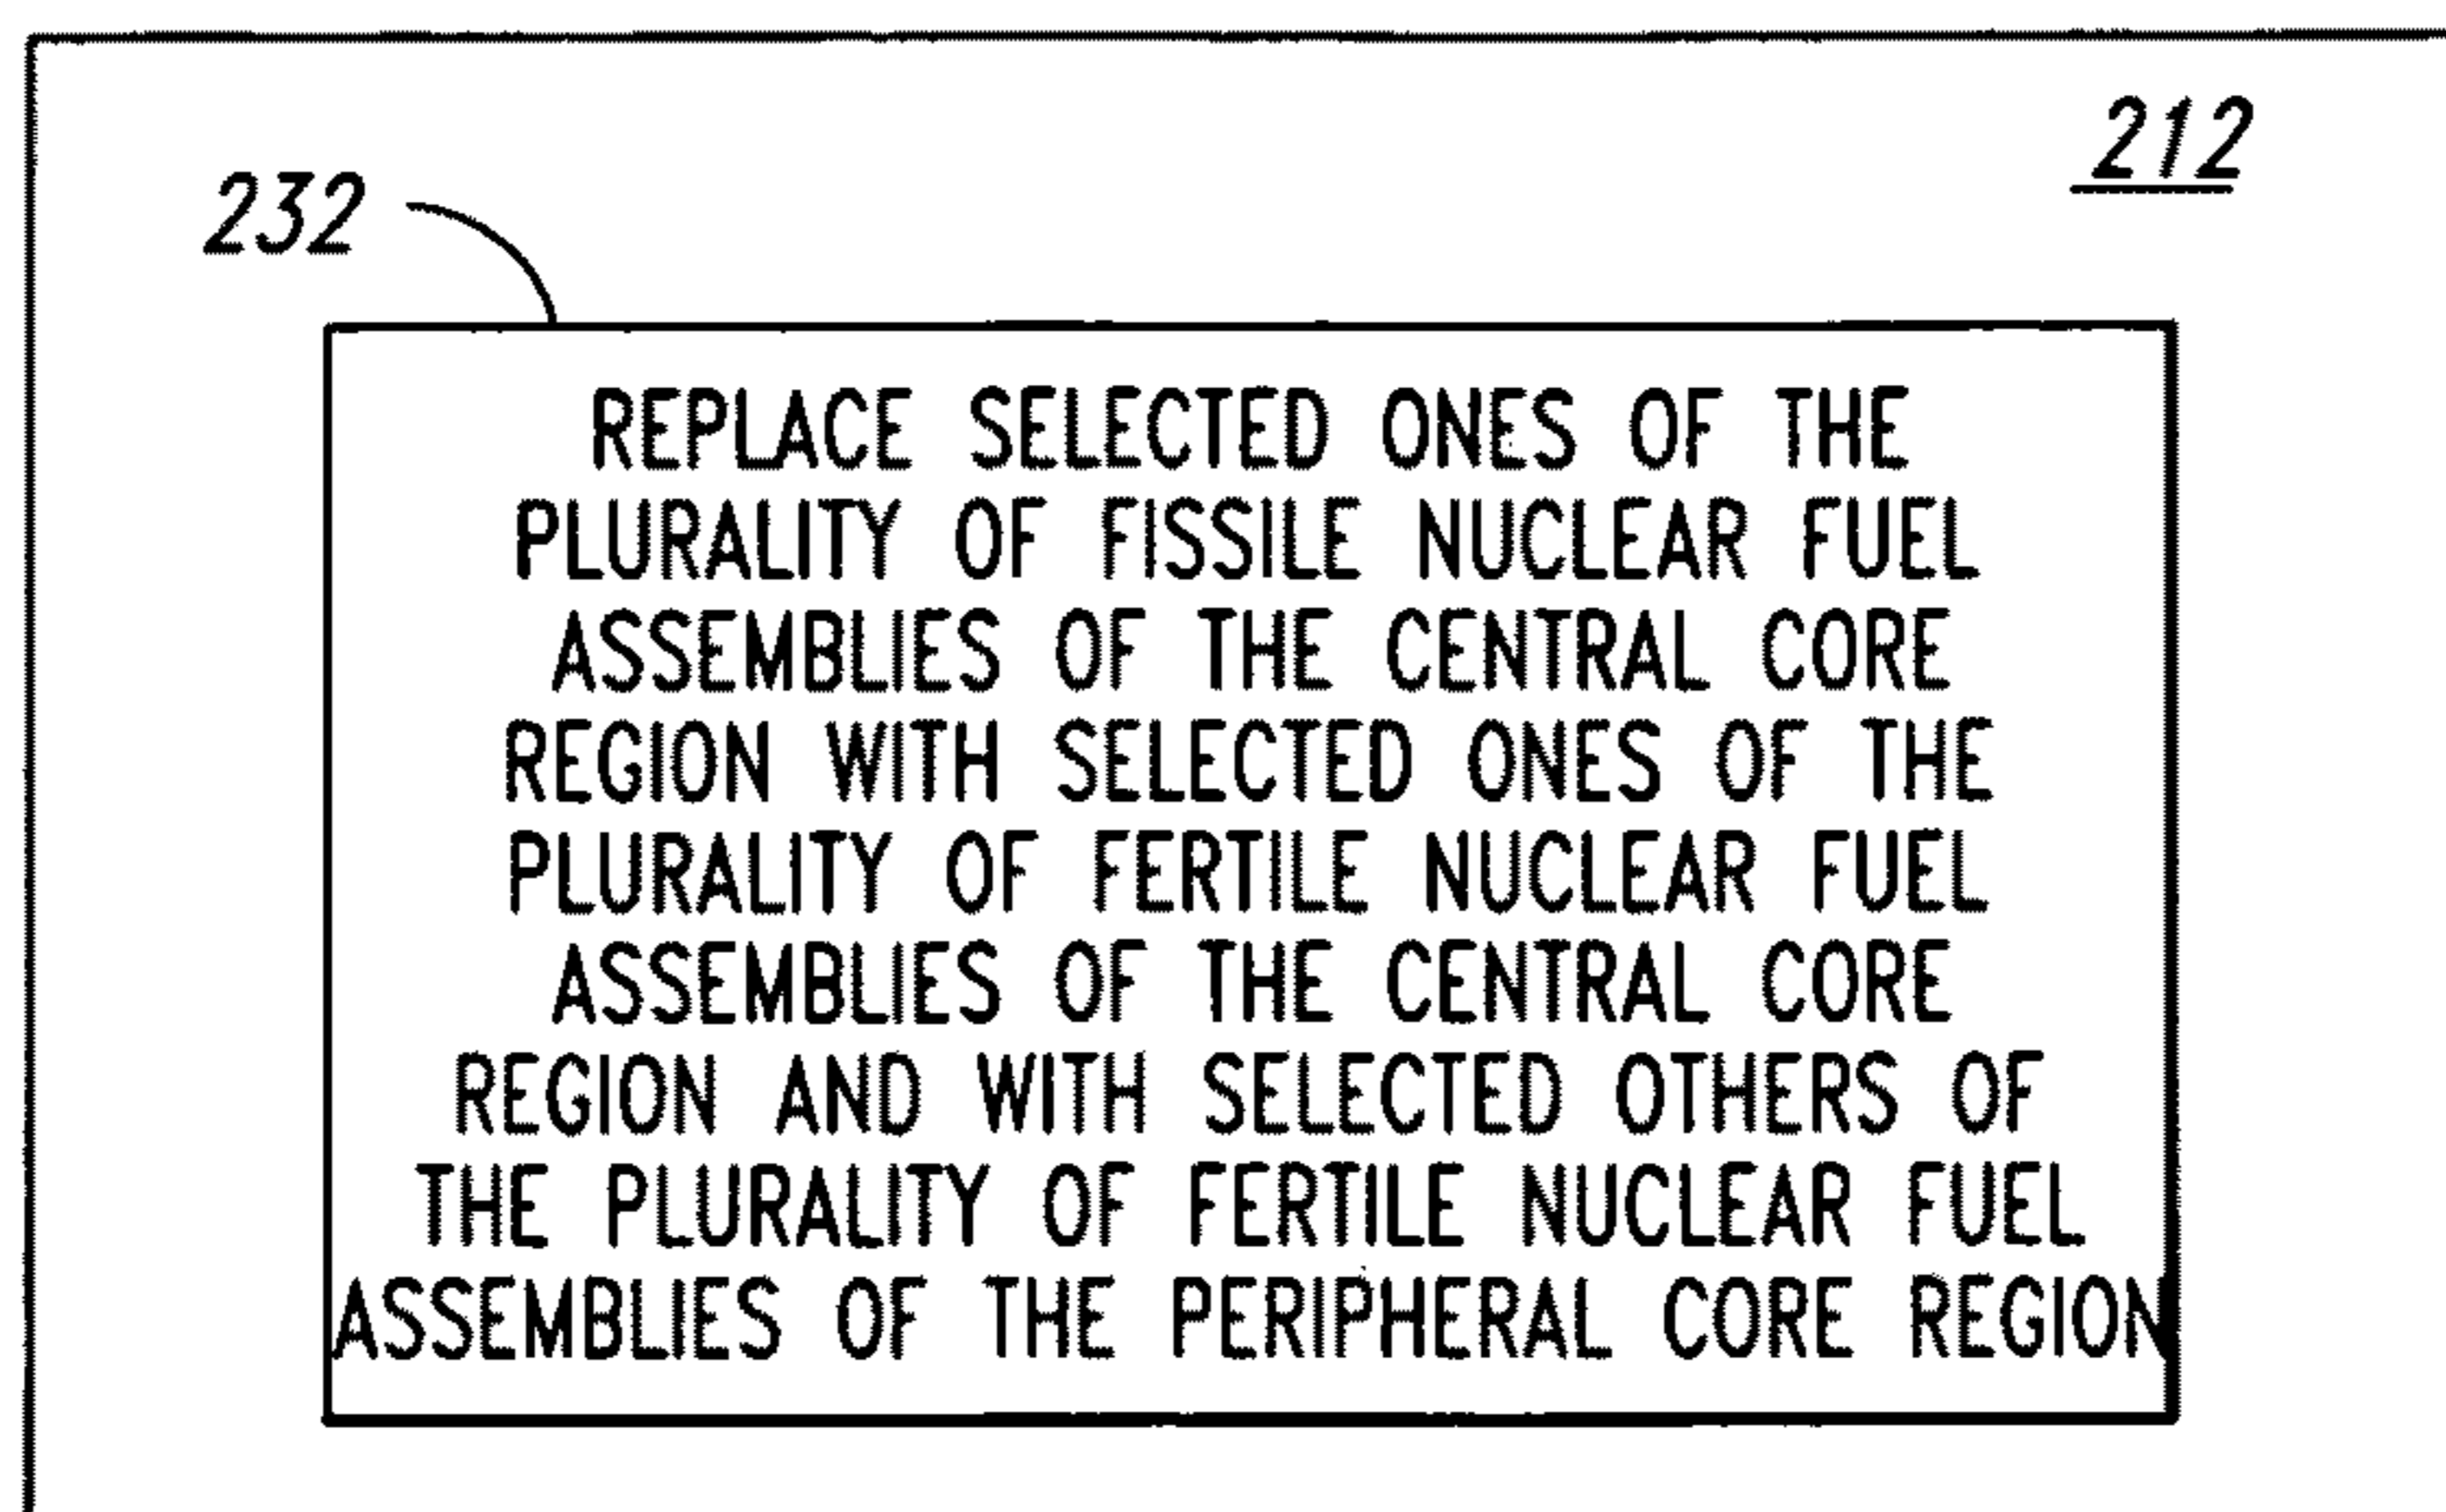 212
232
REPLACE SELECTED ONES OF THE
PLURALITY OF FISSILE NUCLEAR FUEL
ASSEMBLIES OF THE CENTRAL CORE
REGION WITH SELECTED ONES OF THE
PLURALITY OF FERTILE NUCLEAR FUEL
ASSEMBLIES OF THE CENTRAL CORE
REGION AND WITH SELECTED OTHERS OF
THE PLURALITY OF FERTILE NUCLEAR FUEL
ASSEMBLIES OF THE PERIPHERAL CORE REGION